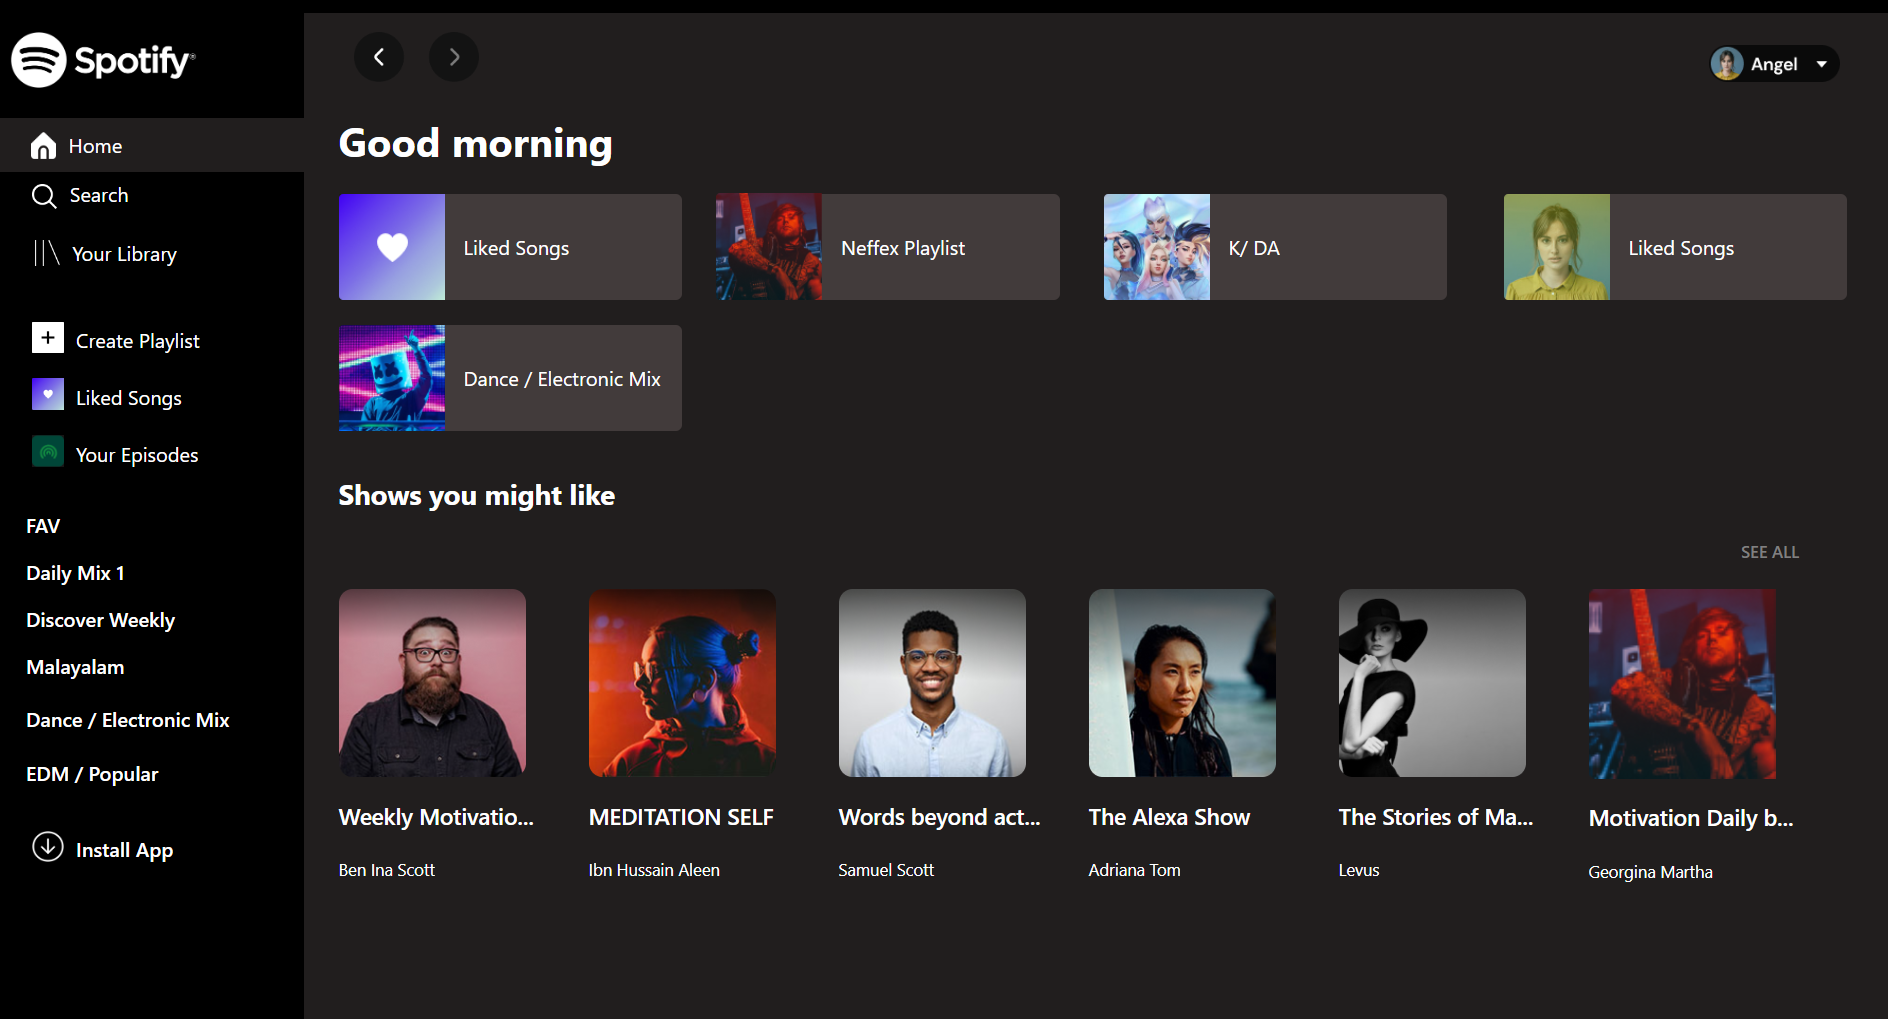 Spotify®
Home
Search
Your Library
Create Playlist
Liked Songs
Your Episodes
FAV
Daily Mix 1
Discover Weekly
Malayalam
Dance / Electronic Mix
EDM / Popular
Install App
Angel
Good morning
Liked Songs
Neffex Playlist
K/ DA
Liked Songs
Dance / Electronic Mix
Shows you might like
SEE ALL
Weekly Motivatio...
Ben Ina Scott
MEDITATION SELF
Ibn Hussain Aleen
Words beyond act...
Samuel Scott
The Alexa Show
Adriana Tom
The Stories of Ma...
Levus
Motivation Daily b...
Georgina Martha